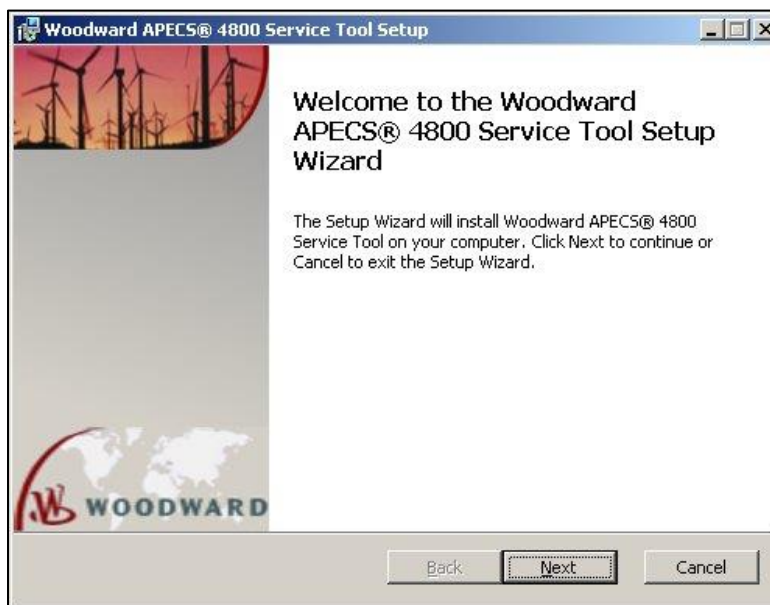 Woodward APECS® 4800 Service Tool Setup
Welcome to the Woodward
APECS® 4800 Service Tool Setup
Wizard
The Setup Wizard will install Woodward APECS® 4800
Service Tool on your computer. Click Next to continue or
Cancel to exit the Setup Wizard.
W WOODWARD
Back Next Cancel